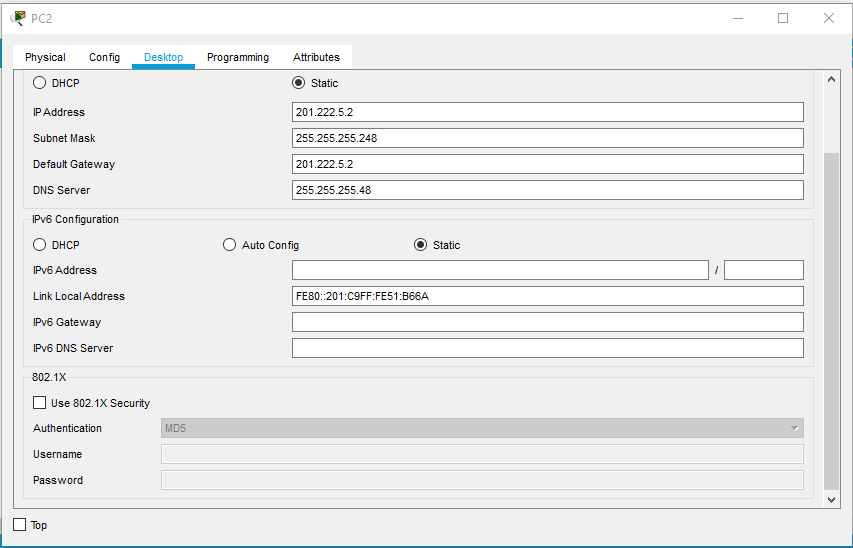 PC2
Physical Config Desktop Programming Attributes
DHCP Static
IP Address 201.222.5.2
Subnet Mask 255.255.255.248
Default Gateway 201.222.5.2
DNS Server 255.255.255.48
IPv6 Configuration
DHCP Auto Config Static
IPv6 Address /
Link Local Address FE80::201:C9FF:FE51:B66A
IPv6 Gateway
IPv6 DNS Server
802.1X
Use 802.1X Security
Authentication MD5
Username
Password
Top